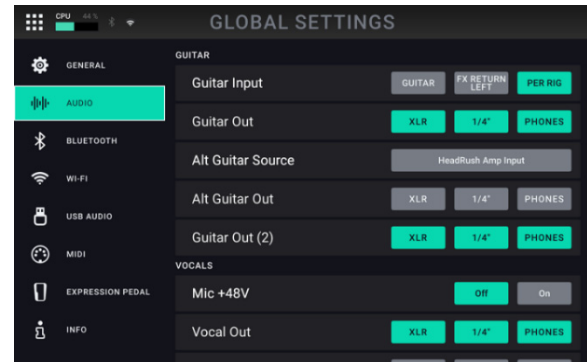 CPU 44 % GLOBAL SETTINGS
GENERAL
AUDIO
BLUETOOTH
WI-FI
USB AUDIO
MIDI
EXPRESSION PEDAL
INFO
GUITAR
Guitar Input GUITAR FX RETURN LEFT PER RIG
Guitar Out XLR 1/4" PHONES
Alt Guitar Source HeadRush Amp Input
Alt Guitar Out XLR 1/4" PHONES
Guitar Out (2) XLR 1/4" PHONES
VOCALS
Mic +48V Off On
Vocal Out XLR 1/4" PHONES